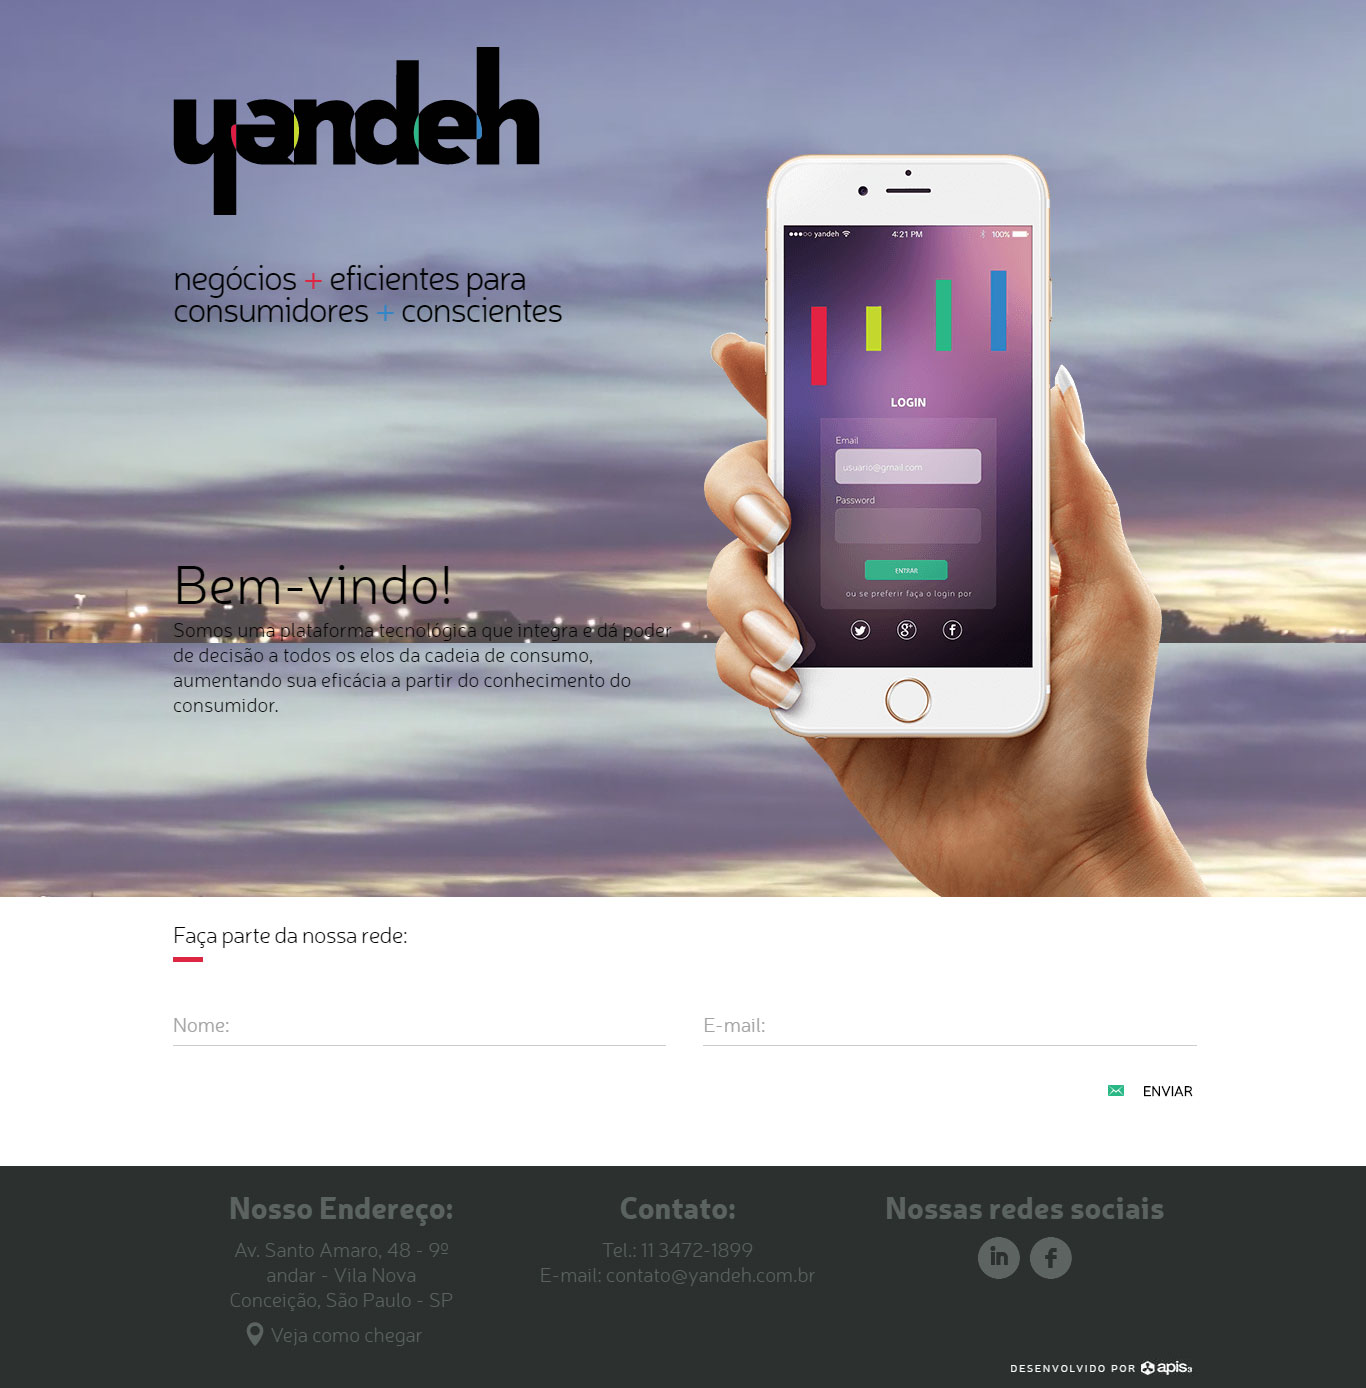 yandeh
negócios + eficientes para
consumidores + conscientes
yandeh 4:21 PM 100%
LOGIN
Email
usuario@gmail.com
Password
ENTRAR
ou se preferir faça o login por
Bem-vindo!
Somos uma plataforma tecnológica que integra e dá poder
de decisão a todos os elos da cadeia de consumo,
aumentando sua eficácia a partir do conhecimento do
consumidor.
Faça parte da nossa rede:
Nome:
E-mail:
ENVIAR
Nosso Endereço:
Av. Santo Amaro, 48 - 9º
andar - Vila Nova
Conceição, São Paulo - SP
Veja como chegar
Contato:
Tel.: 11 3472-1899
E-mail: contato@yandeh.com.br
Nossas redes sociais
in f
DESENVOLVIDO POR apis3